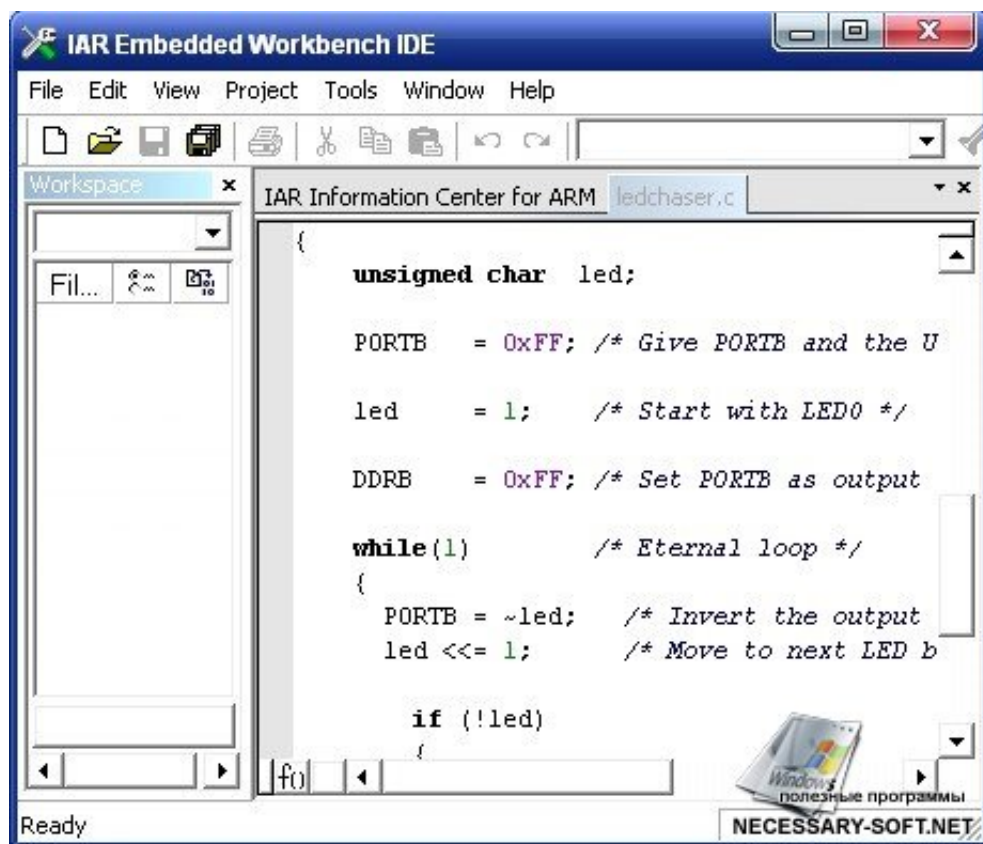 IAR Embedded Workbench IDE
File Edit View Project Tools Window Help
Workspace
IAR Information Center for ARM ledchaser.c
Fil...
{
unsigned char led;
PORTB = 0xFF; /* Give PORTB and the U
led = 1; /* Start with LED0 */
DDRB = 0xFF; /* Set PORTB as output
while(1) /* Eternal loop */
{
PORTB = ~led; /* Invert the output
led <<= 1; /* Move to next LED b
if (!led)
{
Windows
полезные программы
Ready
NECESSARY-SOFT.NET